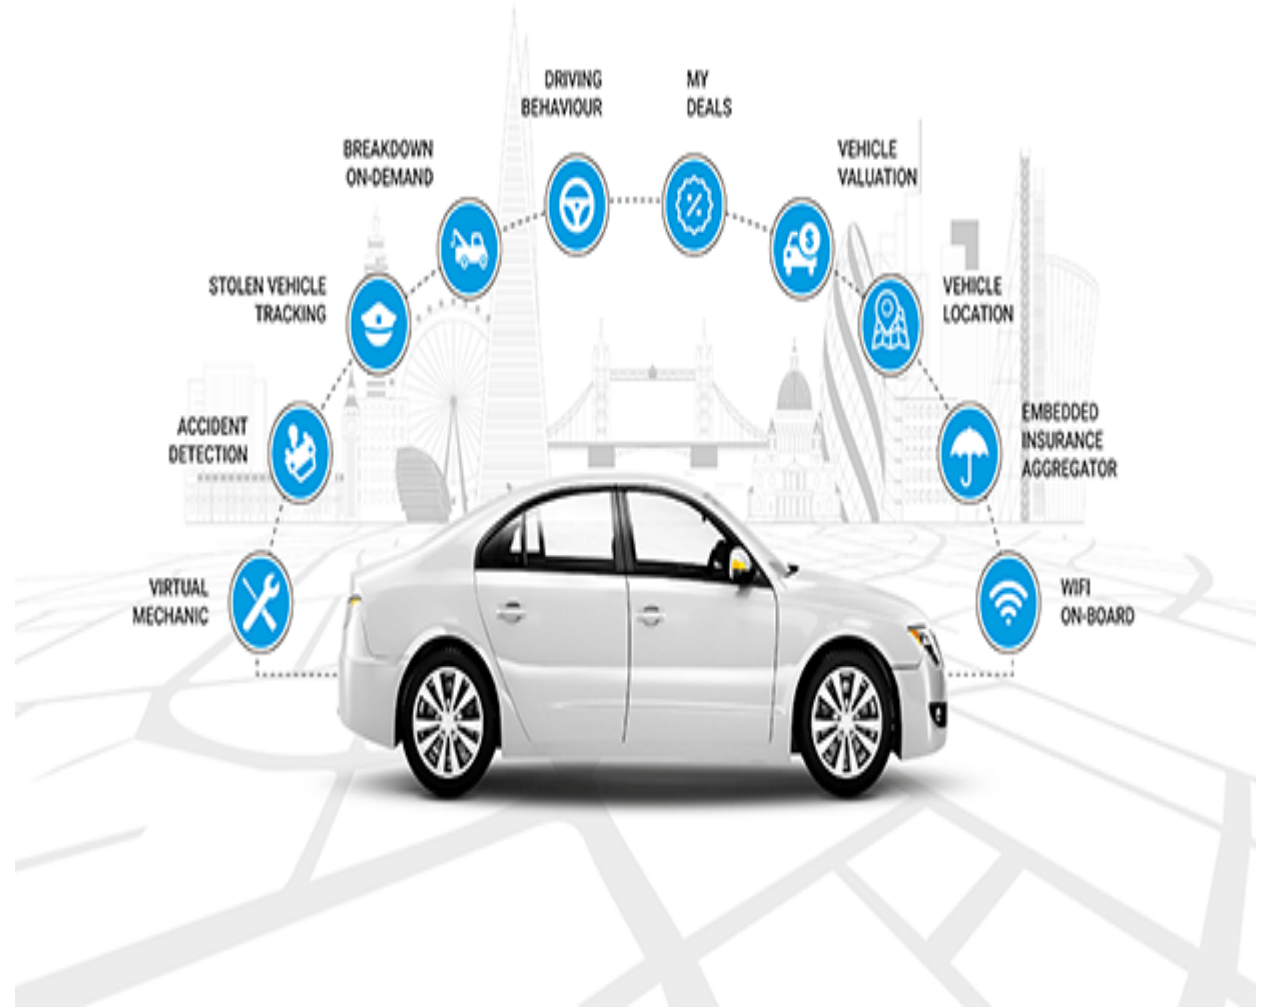 DRIVING
BEHAVIOUR
MY
DEALS
BREAKDOWN
ON-DEMAND
VEHICLE
VALUATION
STOLEN VEHICLE
TRACKING
VEHICLE
LOCATION
ACCIDENT
DETECTION
EMBEDDED
INSURANCE
AGGREGATOR
VIRTUAL
MECHANIC
WIFI
ON-BOARD